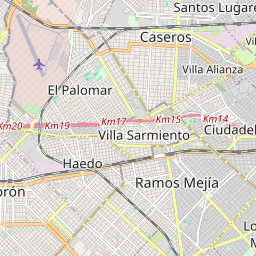 Santos Lugare
Caseros
Villa Alianza
El Palomar
Km20
Km19
Km17
Km15
Km14
Villa Sarmiento
Ciudadel
Haedo
Ramos Mejía
orón
Lo